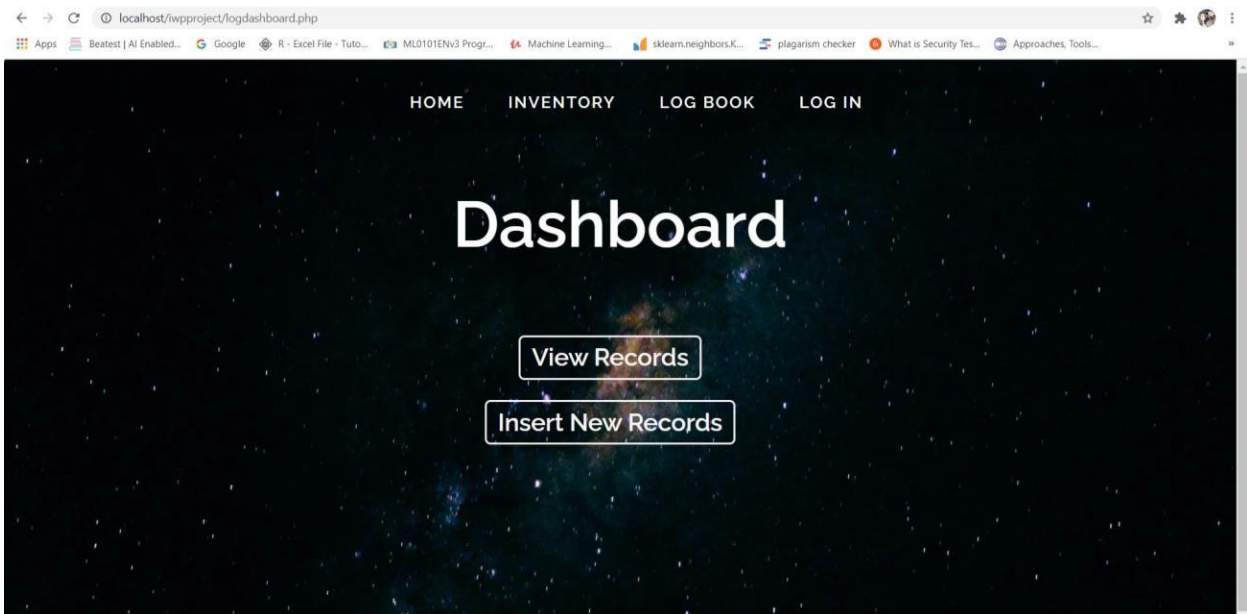 localhost/iwpproject/logdashboard.php
Apps Beatest | AI Enabled... Google R - Excel File - Tuto... ML0101ENv3 Progr... Machine Learning... sklearn.neighbors.K... plagarism checker What is Security Tes... Approaches, Tools... »
HOME INVENTORY LOG BOOK LOG IN
Dashboard
View Records
Insert New Records